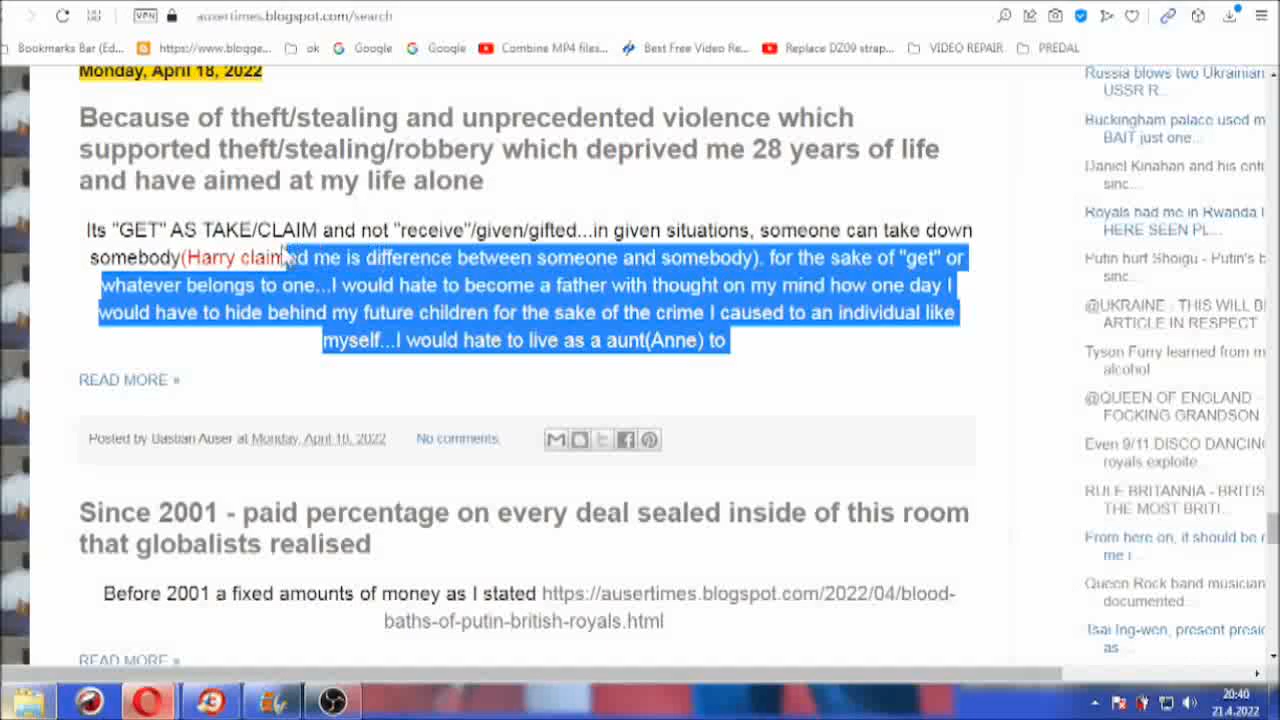 VPN ausertimes.blogspot.com/search
Bookmarks Bar (Ed... https://www.blogge... ok Google Google Combine MP4 files... Best Free Video Re... Replace DZ09 strap... VIDEO REPAIR PREDAL
Monday, April 18, 2022
Because of theft/stealing and unprecedented violence which
supported theft/stealing/robbery which deprived me 28 years of life
and have aimed at my life alone
Its "GET" AS TAKE/CLAIM and not "receive"/given/gifted...in given situations, someone can take down
somebody(Harry claimed me is difference between someone and somebody). for the sake of "get" or
whatever belongs to one...I would hate to become a father with thought on my mind how one day I
would have to hide behind my future children for the sake of the crime I caused to an individual like
myself...I would hate to live as a aunt(Anne) to
READ MORE »
Posted by Bastian Auser at Monday, April 18, 2022 No comments:
Since 2001 - paid percentage on every deal sealed inside of this room
that globalists realised
Before 2001 a fixed amounts of money as I stated https://ausertimes.blogspot.com/2022/04/blood-
baths-of-putin-british-royals.html
READ MORE »
Russia blows two Ukrainian
USSR R...
Buckingham palace used m
BAIT just one...
Daniel Kinahan and his enti
sinc...
Royals had me in Rwanda I
HERE SEEN PL...
Putin hurt Shoigu - Putin's b
sinc...
@UKRAINE - THIS WILL BE
ARTICLE IN RESPECT
Tyson Furry learned from m
alcohol
@QUEEN OF ENGLAND -
FOCKING GRANDSON
Even 9/11 DISCO DANCING
royals exploite...
RULE BRITANNIA - BRITIS
THE MOST BRITI...
From here on, it should be r
me i...
Queen Rock band musician
documented...
Tsai Ing-wen, present presid
as ...
20:40
21.4.2022